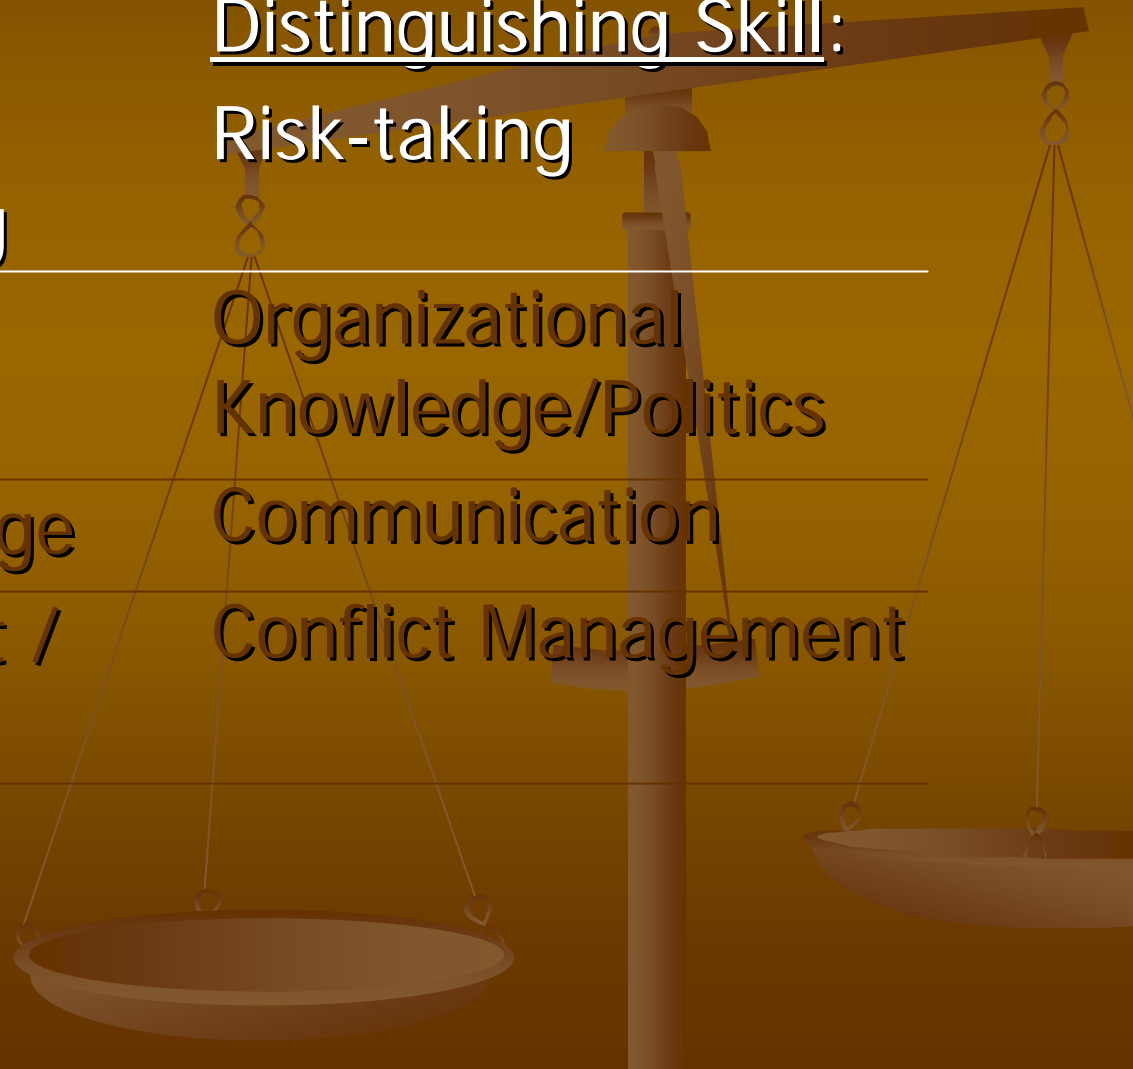 Distinguishing Skill:
Risk-taking
Organizational
Knowledge/Politics
Communication
Conflict Management